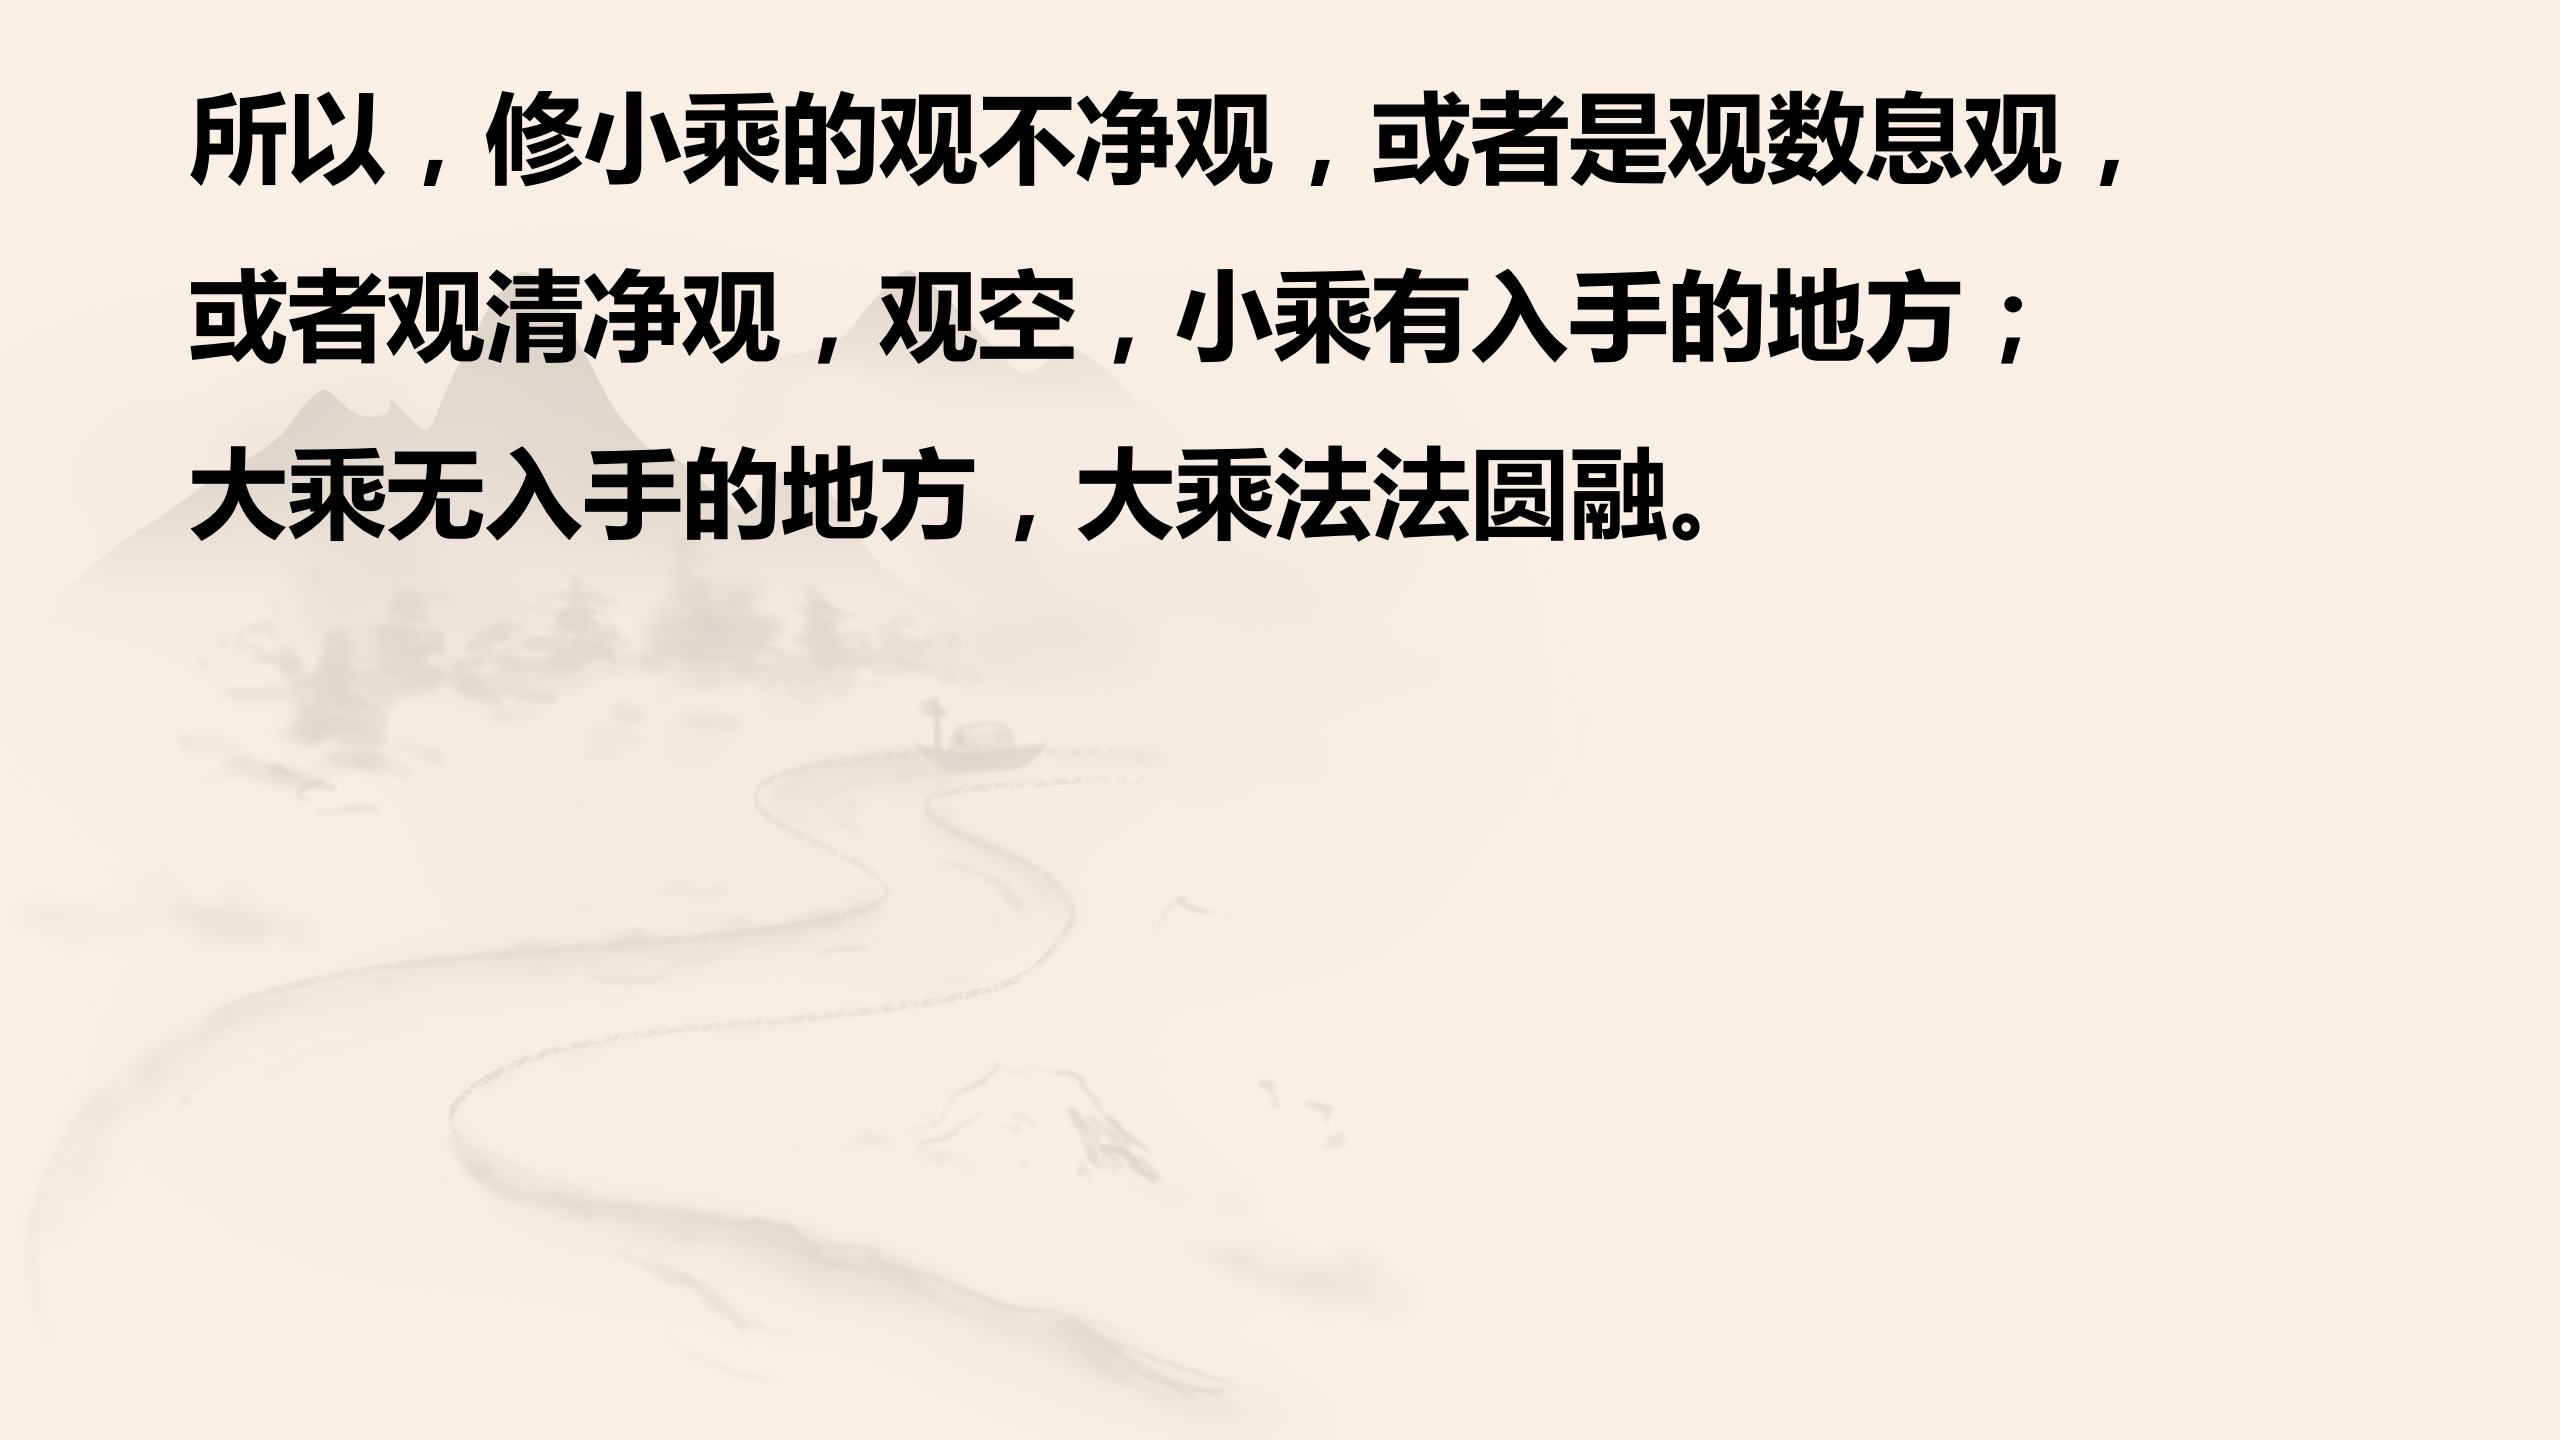 所以，修小乘的观不净观，或者是观数息观，
或者观清净观，观空，小乘有入手的地方；
大乘无入手的地方，大乘法法圆融。